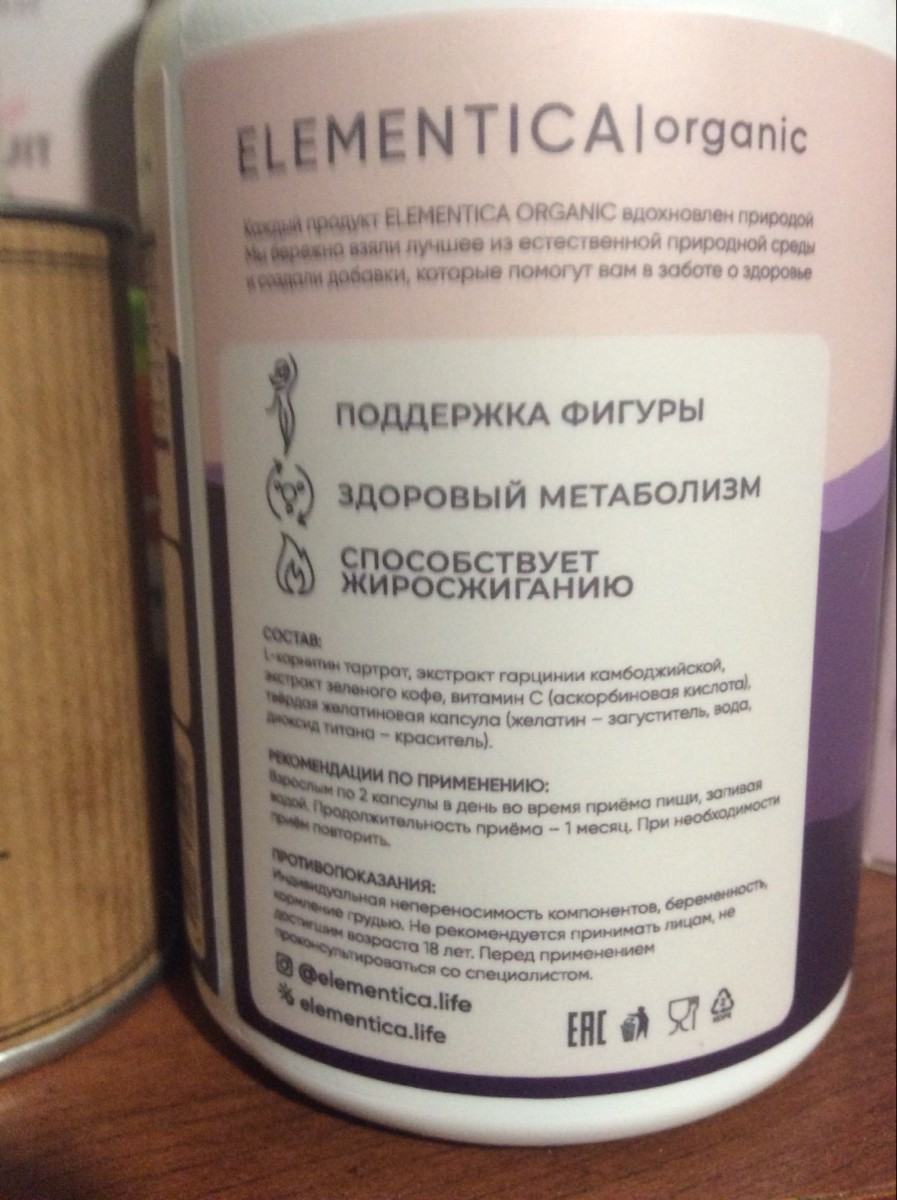 ELEMENTICA|organic
Каждый продукт ELEMENTICA ORGANIC вдохновлен природой
Мы бережно взяли лучшее из естественной природной среды
и создали добавки, которые помогут вам в заботе о здоровье
ПОДДЕРЖКА ФИГУРЫ
ЗДОРОВЫЙ МЕТАБОЛИЗМ
СПОСОБСТВУЕТ
ЖИРОСЖИГАНИЮ
СОСТАВ:
L-карнитин тартрат, экстракт гарцинии камбоджийской,
экстракт зеленого кофе, витамин С (аскорбиновая кислота),
твёрдая желатиновая капсула (желатин – загуститель, вода,
диоксид титана – краситель).
РЕКОМЕНДАЦИИ ПО ПРИМЕНЕНИЮ:
Взрослым по 2 капсулы в день во время приёма пищи, запивая
водой. Продолжительность приёма – 1 месяц. При необходимости
приём повторить.
ПРОТИВОПОКАЗАНИЯ:
Индивидуальная непереносимость компонентов, беременность,
кормление грудью. Не рекомендуется принимать лицам, не
достигшим возраста 18 лет. Перед применением
проконсультироваться со специалистом.
@elementica.life
elementica.life
EAC
2
HDPE